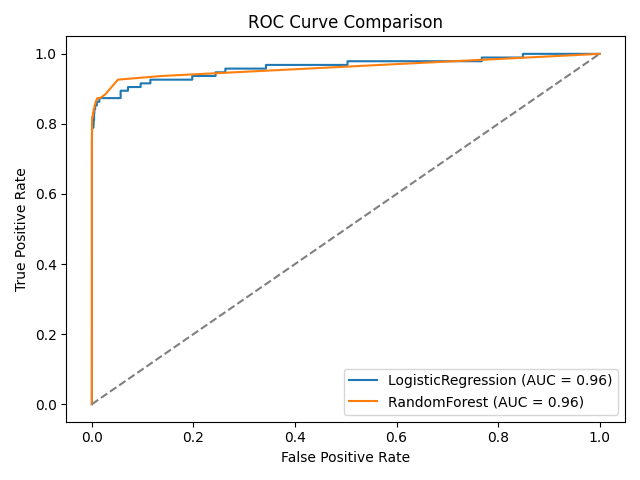 ROC Curve Comparison
True Positive Rate
1.0
0.8
0.6
0.4
0.2
0.0
LogisticRegression (AUC = 0.96)
RandomForest (AUC = 0.96)
0.0 0.2 0.4 0.6 0.8 1.0
False Positive Rate